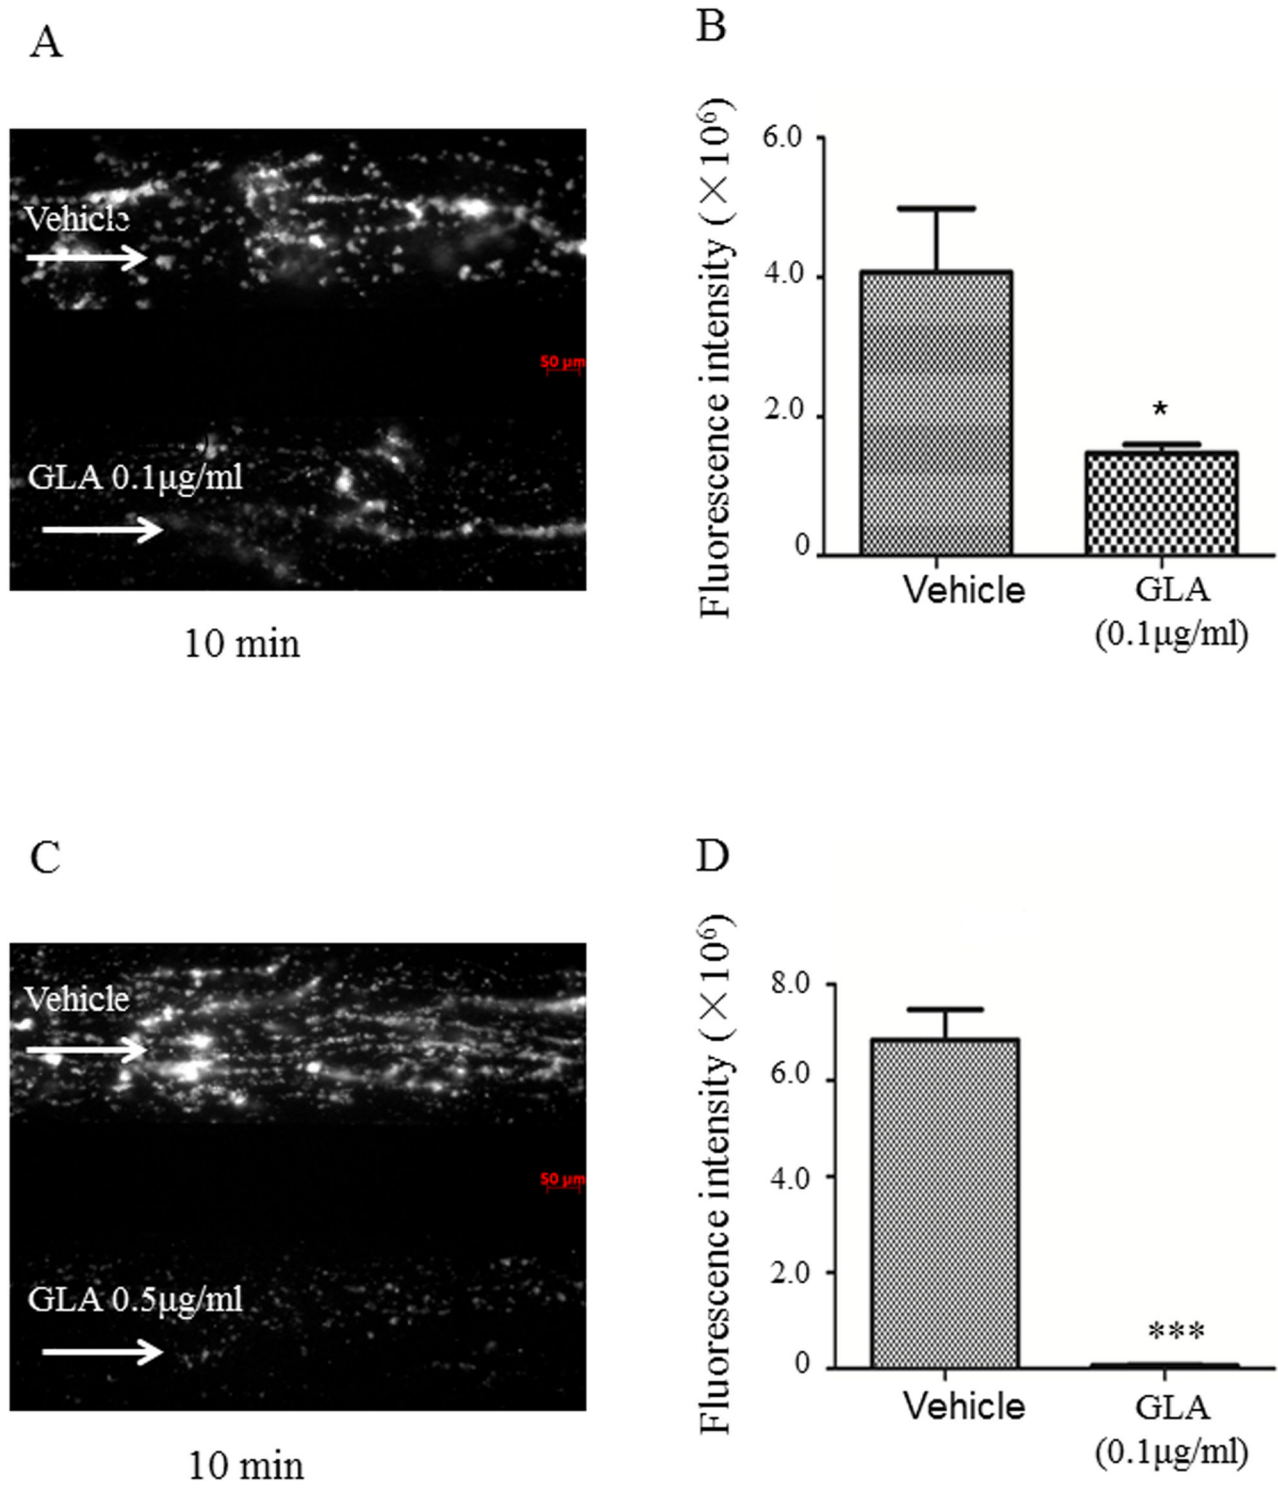 A
Vehicle
50 µm
GLA 0.1µg/ml
10 min
B
Fluorescence intensity (×10⁶)
6.0
4.0
2.0
0
*
Vehicle
GLA
(0.1µg/ml)
C
Vehicle
50 µm
GLA 0.5µg/ml
10 min
D
Fluorescence intensity (×10⁶)
8.0
6.0
4.0
2.0
0
***
Vehicle
GLA
(0.1µg/ml)